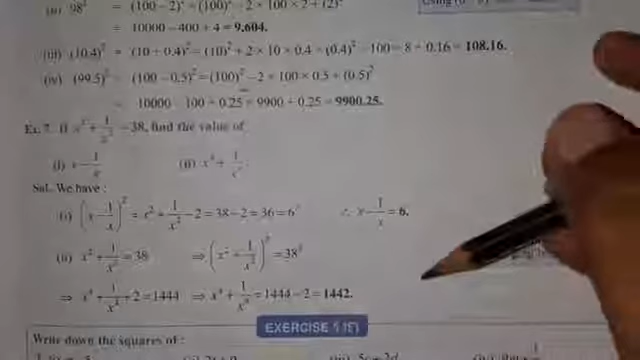 (ii) 98² = (100 − 2)² = (100)² − 2 × 100 × 2 + (2)²
= 10000 − 400 + 4 = 9,604.
(iii) (10.4)² = (10 + 0.4)² = (10)² + 2 × 10 × 0.4 + (0.4)² = 100 + 8 + 0.16 = 108.16.
(iv) (99.5)² = (100 − 0.5)² = (100)² − 2 × 100 × 0.5 + (0.5)²
= 10000 − 100 + 0.25 = 9900 + 0.25 = 9900.25.
Ex. 7. If x² + 1/x² = 38, find the value of
(i) x − 1/x (ii) x⁴ + 1/x⁴
Sol. We have :
(i) (x − 1/x)² = x² + 1/x² − 2 = 38 − 2 = 36 = 6² ∴ x − 1/x = 6.
(ii) x² + 1/x² = 38 ⇒ (x² + 1/x²)² = 38²
⇒ x⁴ + 1/x⁴ + 2 = 1444 ⇒ x⁴ + 1/x⁴ = 1444 − 2 = 1442.
Write down the squares of :